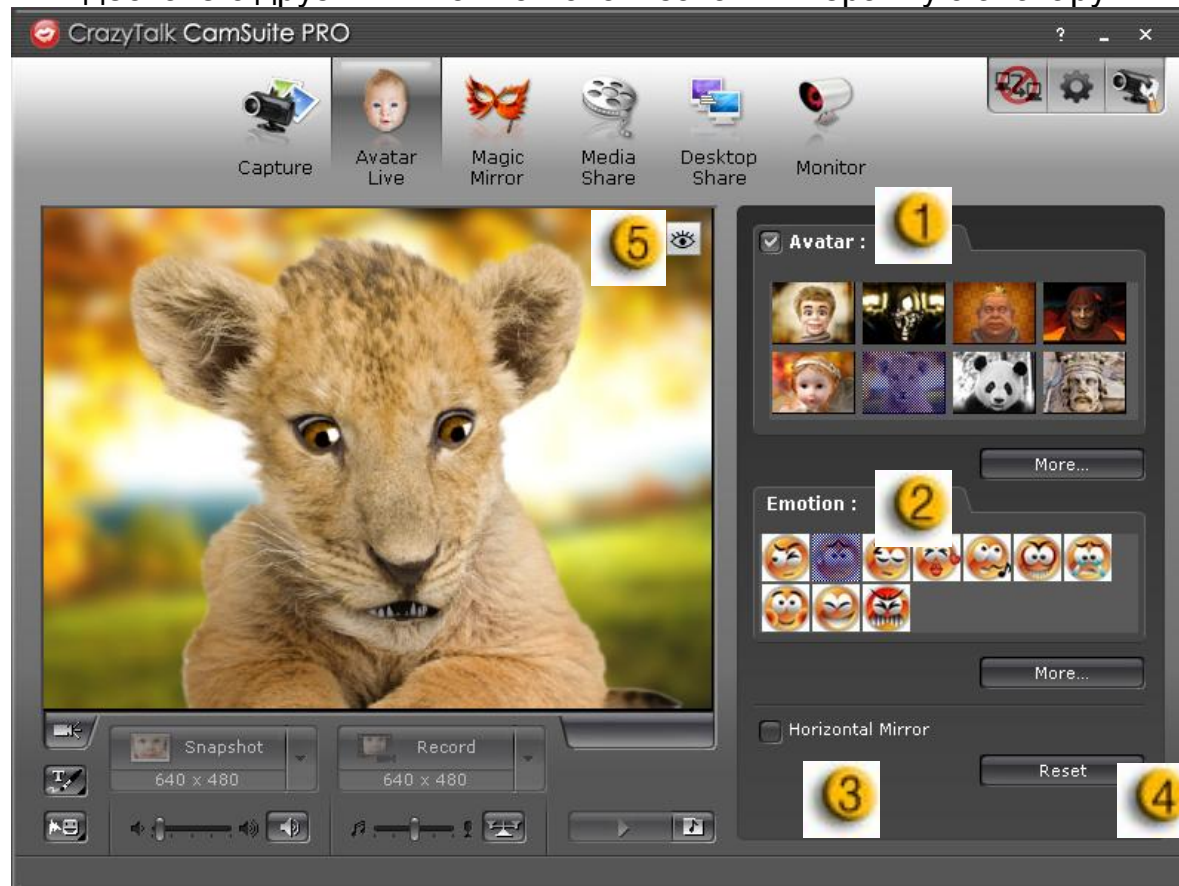 CrazyTalk CamSuite PRO
?
Capture
Avatar Live
Magic Mirror
Media Share
Desktop Share
Monitor
5
1
Avatar :
More...
Emotion :
2
More...
Horizontal Mirror
Snapshot
640 x 480
Record
640 x 480
Reset
3
4